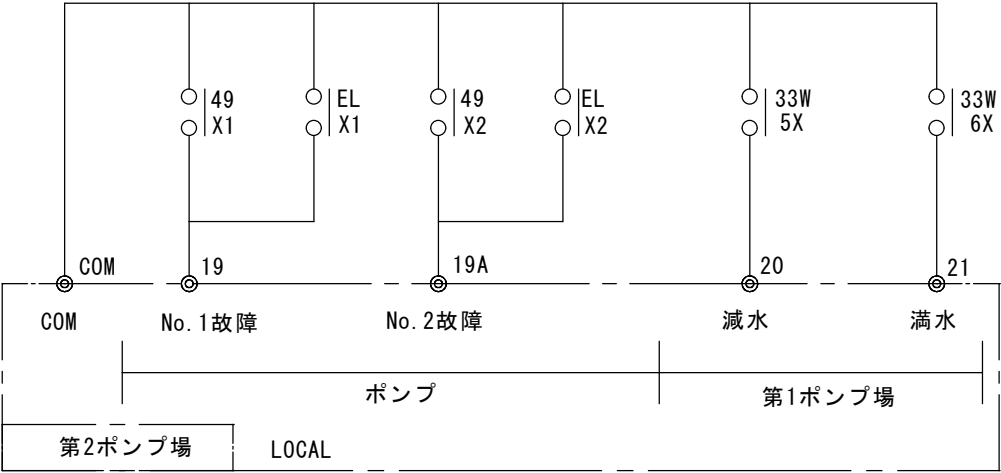 49 EL 49 EL 33W 33W
X1 X1 X2 X2 5X 6X
COM 19 19A 20 21
COM No.1故障 No.2故障 減水 満水
ポンプ 第1ポンプ場
第2ポンプ場 LOCAL